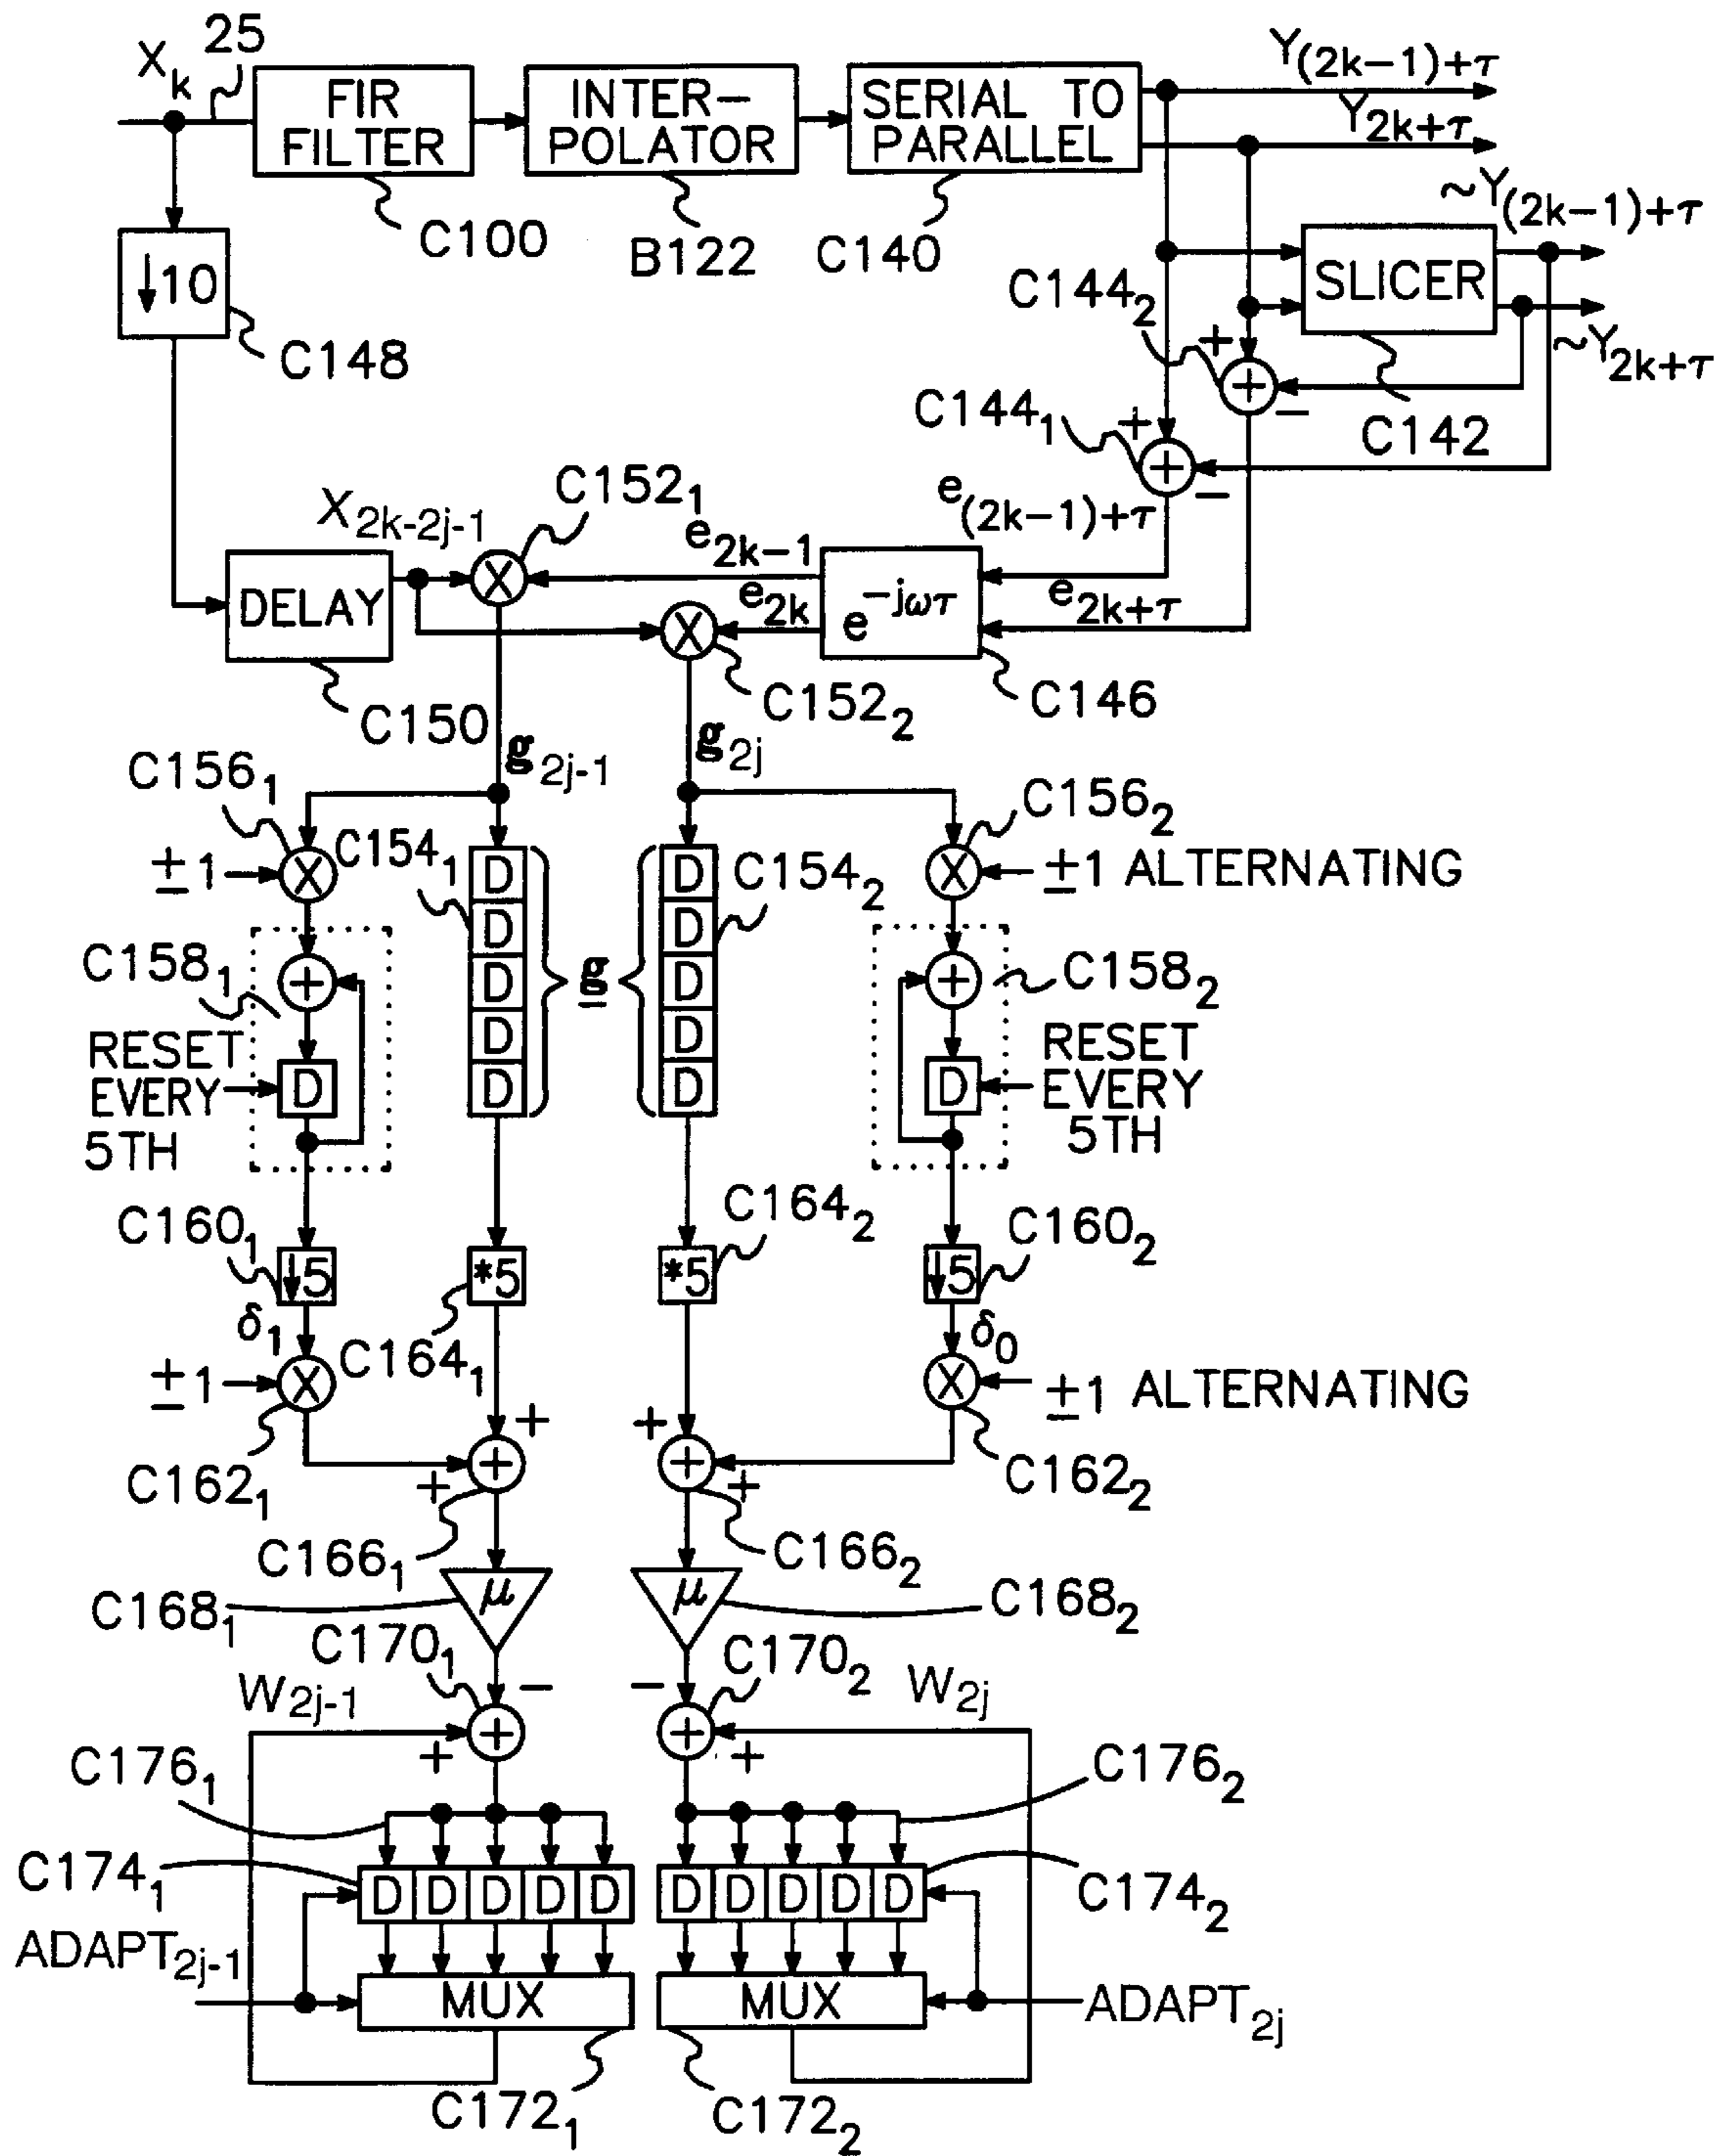 X_k
25
FIR
FILTER
INTER-
POLATOR
SERIAL TO
PARALLEL
Y_(2k-1)+τ
Y_2k+τ
C100
B122
C140
~Y_(2k-1)+τ
↓10
C148
C144_2
SLICER
~Y_2k+τ
+
+
−
C144_1
+
+
−
C142
C152_1
X_2k-2j-1
e_2k-1
e_(2k-1)+τ
DELAY
X
e_2k
X
e^-jωτ
e_2k+τ
C150
C152_2
C146
g_2j-1
g_2j
C156_1
C156_2
±1
X
C154_1
D
D
D
D
D
g
D
D
D
D
D
C154_2
X
±1 ALTERNATING
C158_1
+
+
C158_2
RESET
EVERY
5TH
D
D
RESET
EVERY
5TH
C160_1
↓5
*5
*5
C164_2
↓5
C160_2
δ_1
δ_0
±1
X
C164_1
X
±1 ALTERNATING
C162_1
+
+
+
+
+
+
C162_2
C166_1
C166_2
C168_1
μ
μ
C168_2
C170_1
C170_2
W_2j-1
−
−
W_2j
+
+
+
+
C176_1
C176_2
C174_1
D D D D D
D D D D D
C174_2
ADAPT_2j-1
MUX
MUX
ADAPT_2j
C172_1
C172_2